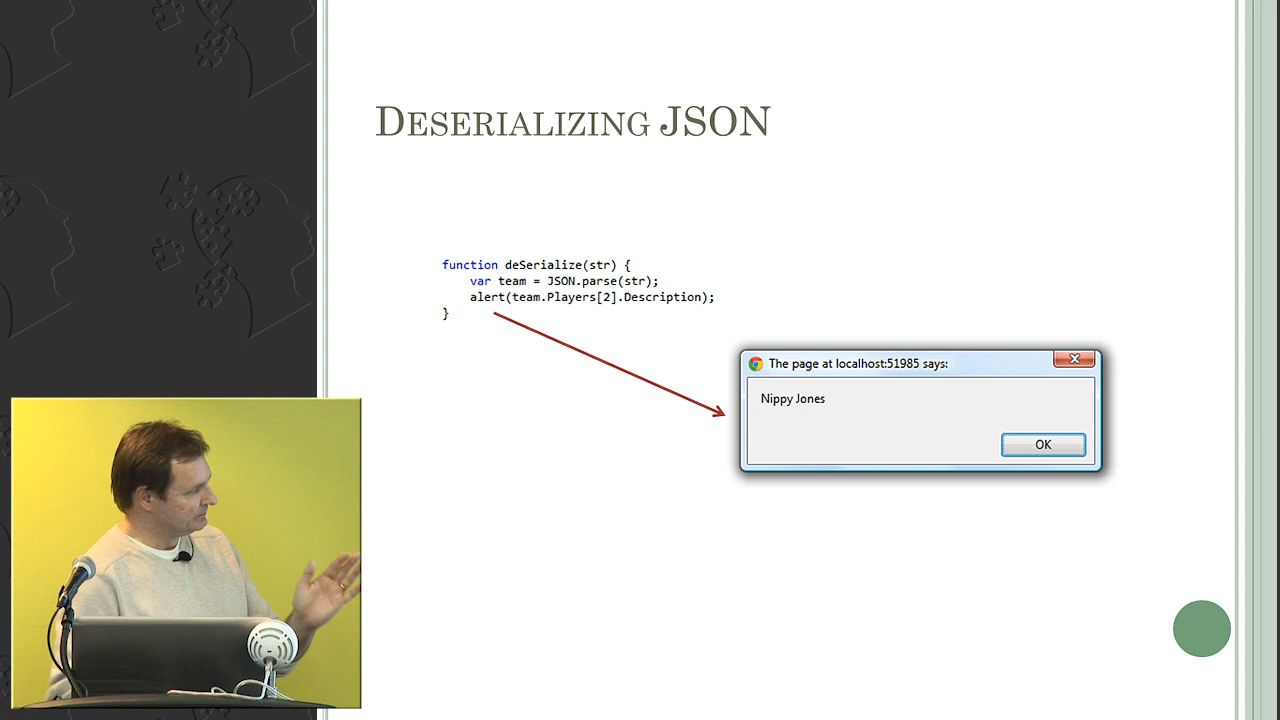 DESERIALIZING JSON
function deSerialize(str) {
var team = JSON.parse(str);
alert(team.Players[2].Description);
}
The page at localhost:51985 says:
Nippy Jones
OK